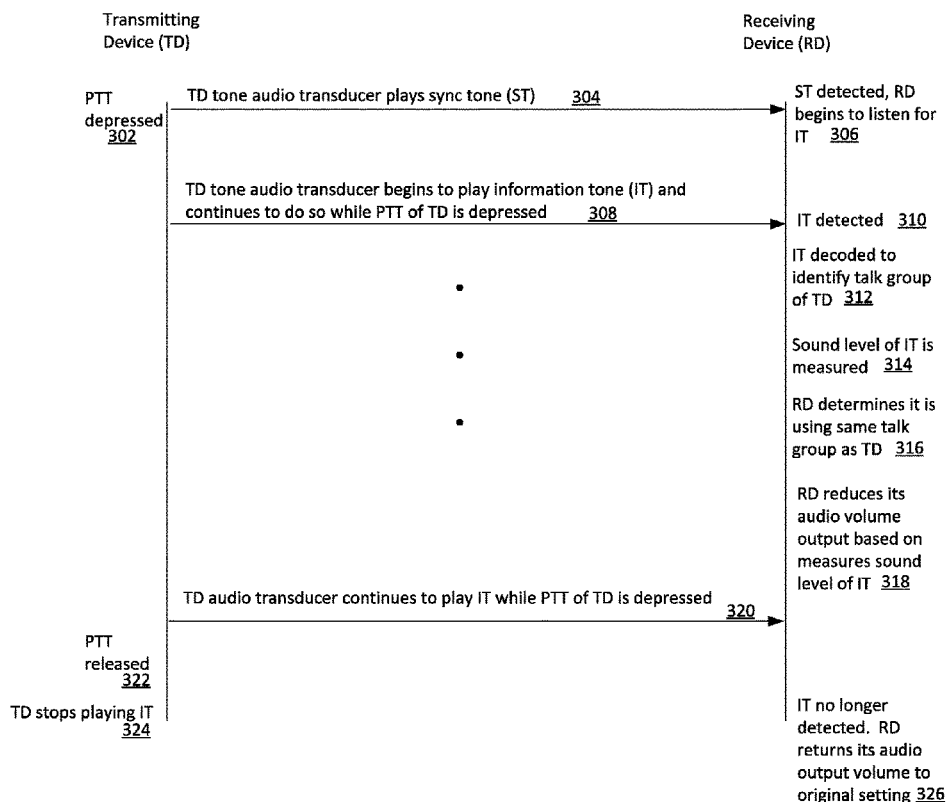 Transmitting
Device (TD)
Receiving
Device (RD)
PTT
depressed
302
TD tone audio transducer plays sync tone (ST) 304
ST detected, RD
begins to listen for
IT 306
TD tone audio transducer begins to play information tone (IT) and
continues to do so while PTT of TD is depressed 308
IT detected 310
IT decoded to
identify talk group
of TD 312
Sound level of IT is
measured 314
RD determines it is
using same talk
group as TD 316
RD reduces its
audio volume
output based on
measures sound
level of IT 318
TD audio transducer continues to play IT while PTT of TD is depressed 320
PTT
released
322
TD stops playing IT
324
IT no longer
detected. RD
returns its audio
output volume to
original setting 326